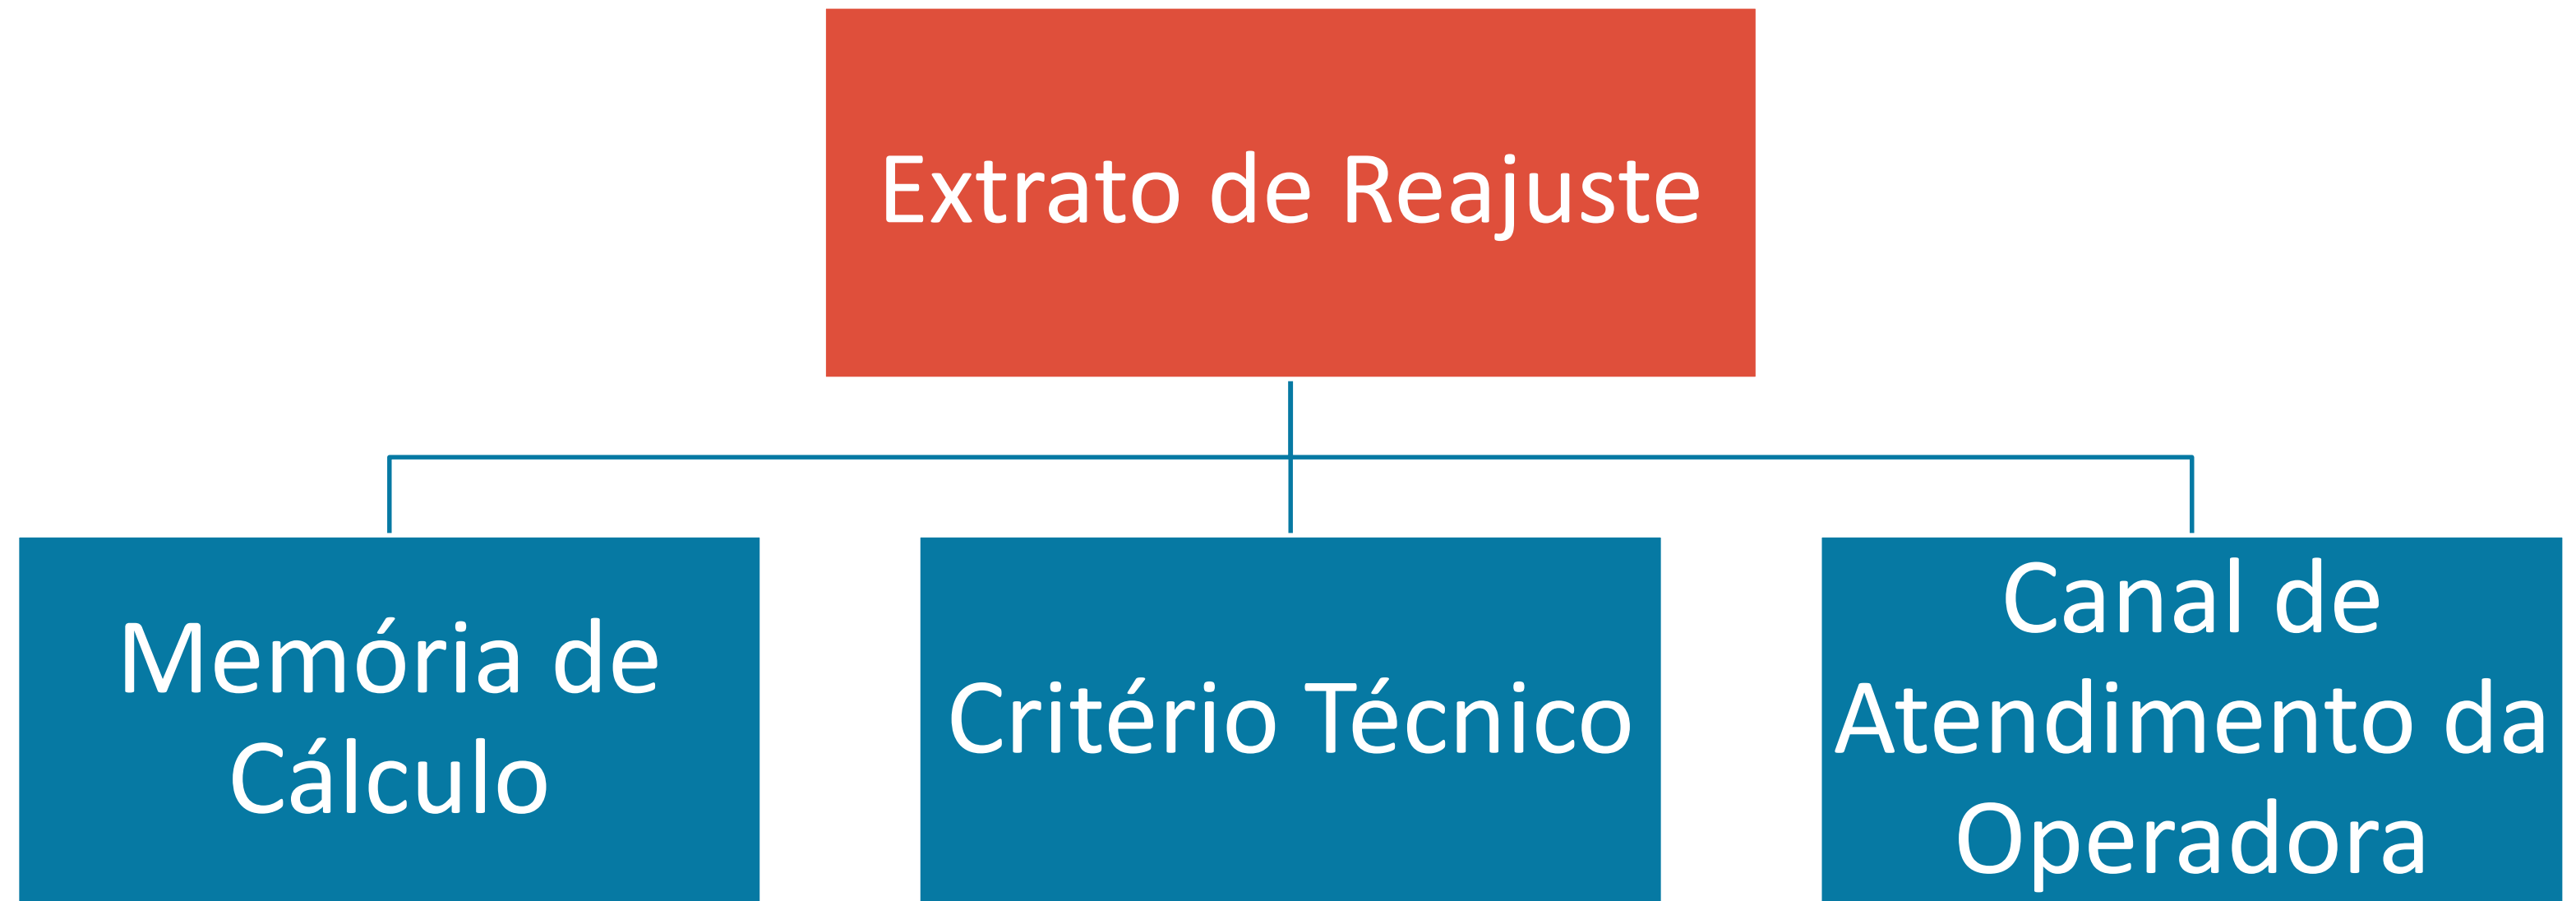 Extrato de Reajuste
Memória de
Cálculo
Critério Técnico
Canal de
Atendimento da
Operadora